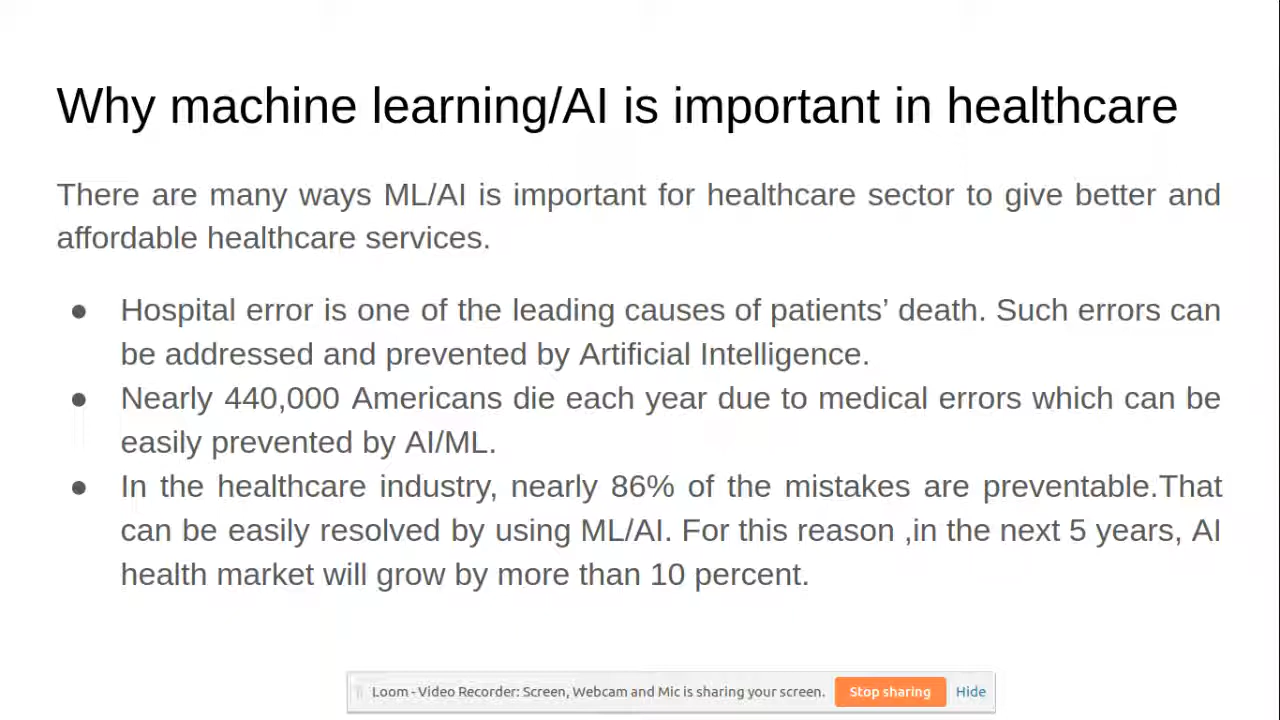 Why machine learning/AI is important in healthcare
There are many ways ML/AI is important for healthcare sector to give better and
affordable healthcare services.
● Hospital error is one of the leading causes of patients’ death. Such errors can
be addressed and prevented by Artificial Intelligence.
● Nearly 440,000 Americans die each year due to medical errors which can be
easily prevented by AI/ML.
● In the healthcare industry, nearly 86% of the mistakes are preventable.That
can be easily resolved by using ML/AI. For this reason ,in the next 5 years, AI
health market will grow by more than 10 percent.
Loom - Video Recorder: Screen, Webcam and Mic is sharing your screen. Stop sharing Hide